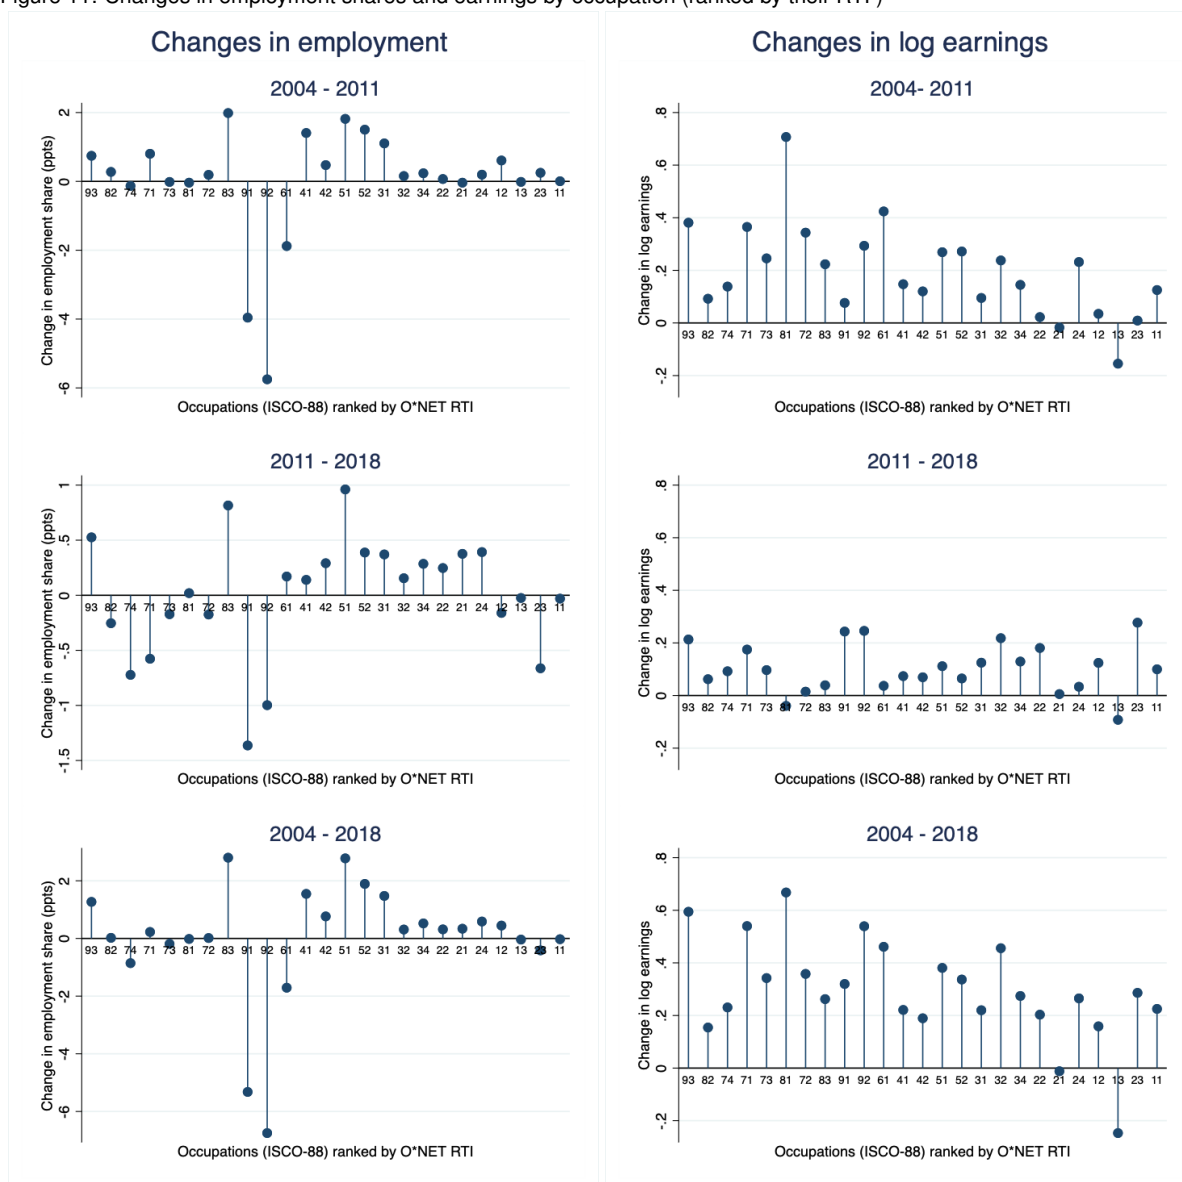 Figure 11: Changes in employment shares and earnings by occupation (ranked by their RTI)
Changes in employment
2004 - 2011
Change in employment share (ppts)
2
0
-2
-4
-6
93 82 74 71 73 81 72 83 91 92 61 41 42 51 52 31 32 34 22 21 24 12 13 23 11
Occupations (ISCO-88) ranked by O*NET RTI
2011 - 2018
Change in employment share (ppts)
1
.5
0
-.5
-1
-1.5
93 82 74 71 73 81 72 83 91 92 61 41 42 51 52 31 32 34 22 21 24 12 13 23 11
Occupations (ISCO-88) ranked by O*NET RTI
2004 - 2018
Change in employment share (ppts)
2
0
-2
-4
-6
93 82 74 71 73 81 72 83 91 92 61 41 42 51 52 31 32 34 22 21 24 12 13 23 11
Occupations (ISCO-88) ranked by O*NET RTI
Changes in log earnings
2004- 2011
Change in log earnings
.8
.6
.4
.2
0
-.2
93 82 74 71 73 81 72 83 91 92 61 41 42 51 52 31 32 34 22 21 24 12 13 23 11
Occupations (ISCO-88) ranked by O*NET RTI
2011 - 2018
Change in log earnings
.8
.6
.4
.2
0
-.2
93 82 74 71 73 81 72 83 91 92 61 41 42 51 52 31 32 34 22 21 24 12 13 23 11
Occupations (ISCO-88) ranked by O*NET RTI
2004 - 2018
Change in log earnings
.8
.6
.4
.2
0
-.2
93 82 74 71 73 81 72 83 91 92 61 41 42 51 52 31 32 34 22 21 24 12 13 23 11
Occupations (ISCO-88) ranked by O*NET RTI